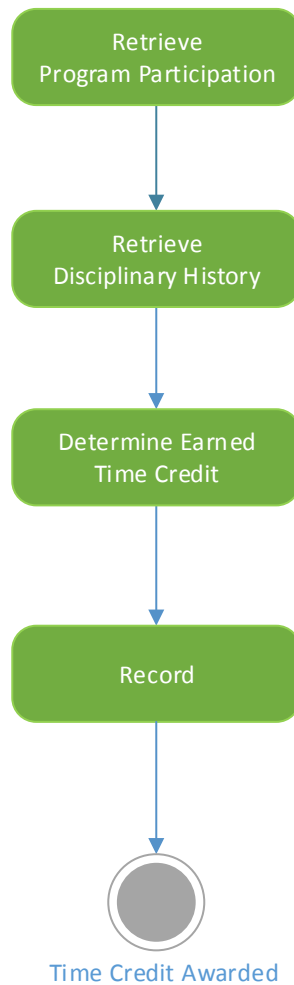 Retrieve
Program Participation
Retrieve
Disciplinary History
Determine Earned
Time Credit
Record
Time Credit Awarded